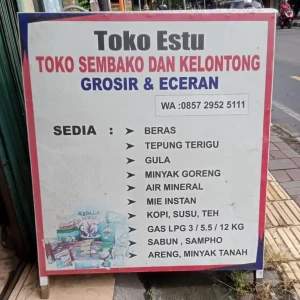 Toko Estu
TOKO SEMBAKO DAN KELONTONG
GROSIR & ECERAN
WA :0857 2952 5111
SEDIA : ➤ BERAS
➤ TEPUNG TERIGU
➤ GULA
➤ MINYAK GORENG
➤ AIR MINERAL
➤ MIE INSTAN
➤ KOPI, SUSU, TEH
➤ GAS LPG 3 / 5.5 / 12 KG
➤ SABUN , SAMPHO
➤ ARENG, MINYAK TANAH